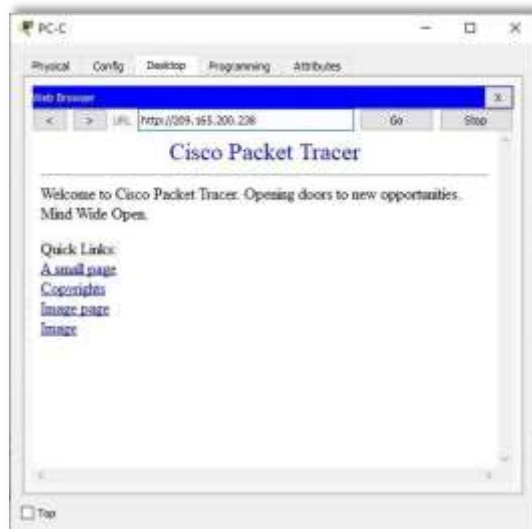 PC-C
Physical Config Desktop Programming Attributes
Web Browser X
< > URL http://209.165.200.238 Go Stop
Cisco Packet Tracer
Welcome to Cisco Packet Tracer. Opening doors to new opportunities.
Mind Wide Open.
Quick Links:
A small page
Copyrights
Image page
Image
Top